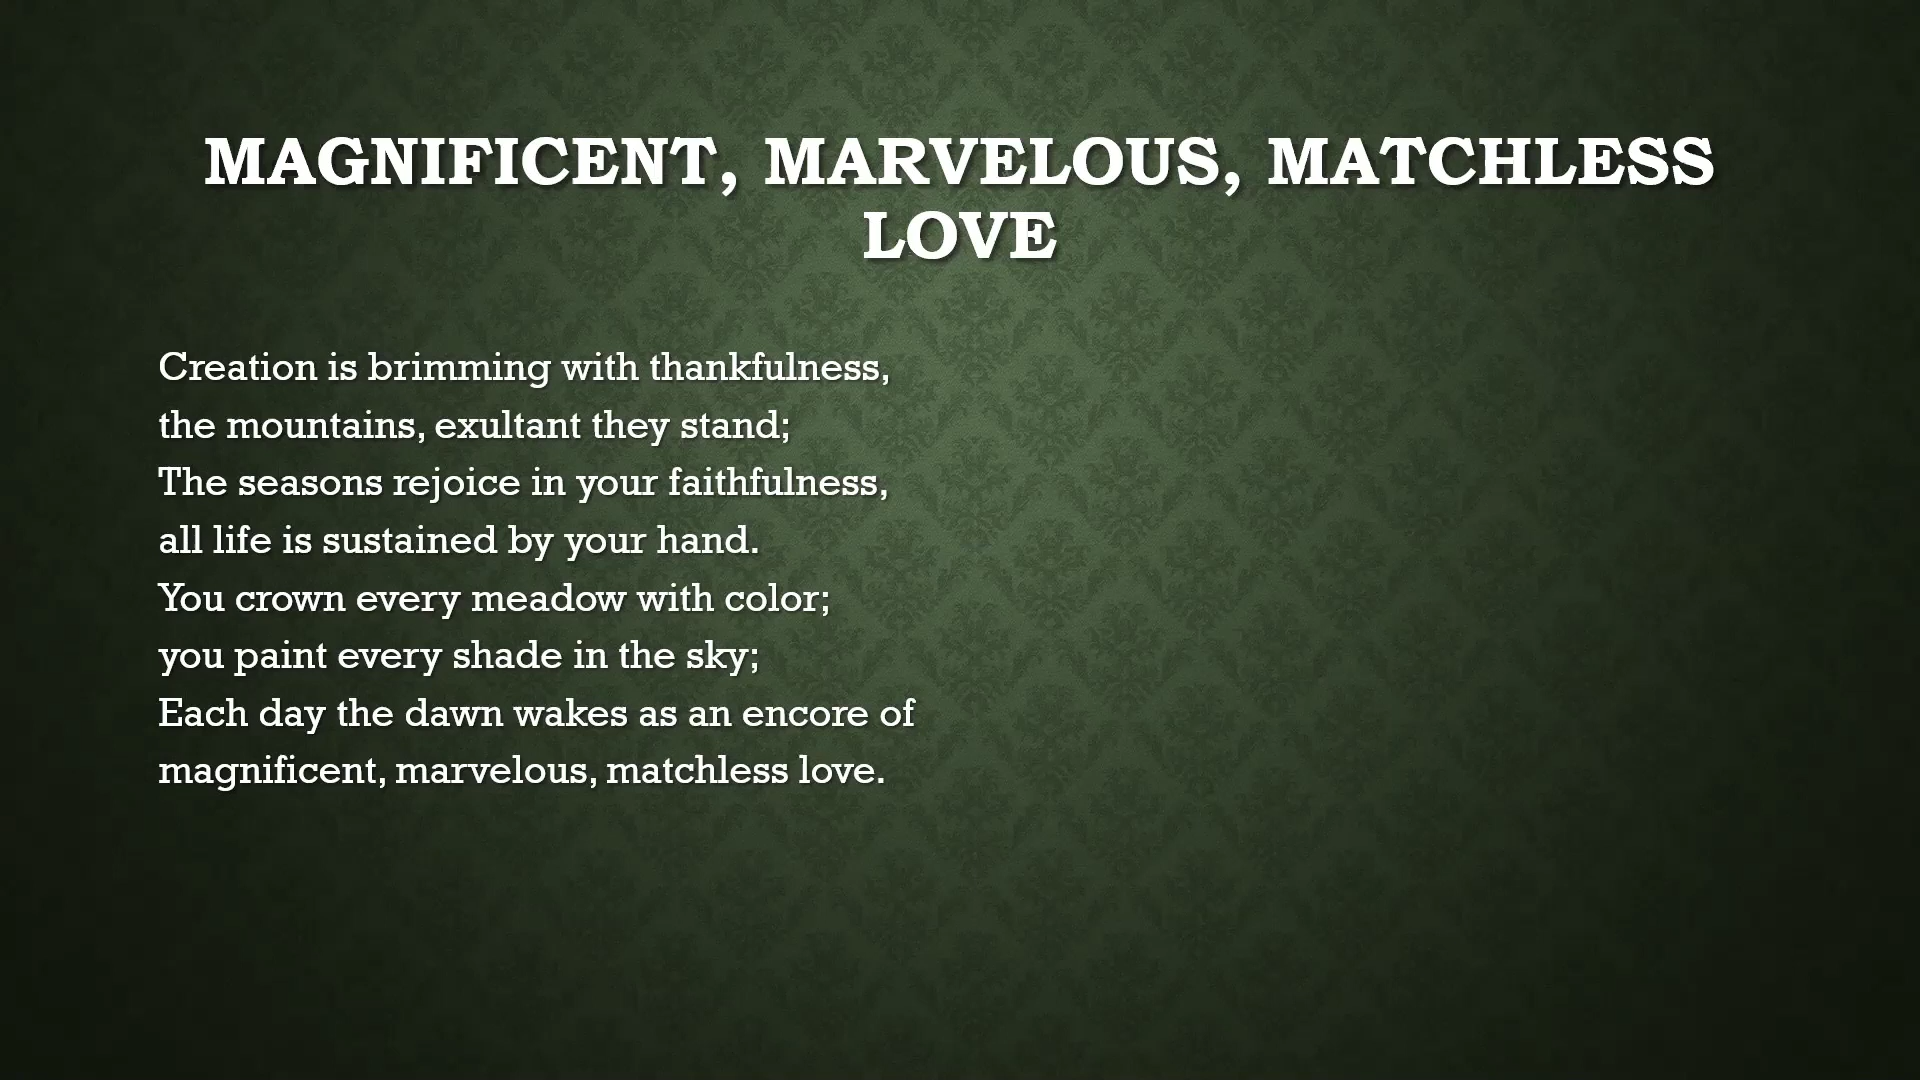 MAGNIFICENT, MARVELOUS, MATCHLESS
LOVE
Creation is brimming with thankfulness,
the mountains, exultant they stand;
The seasons rejoice in your faithfulness,
all life is sustained by your hand.
You crown every meadow with color;
you paint every shade in the sky;
Each day the dawn wakes as an encore of
magnificent, marvelous, matchless love.